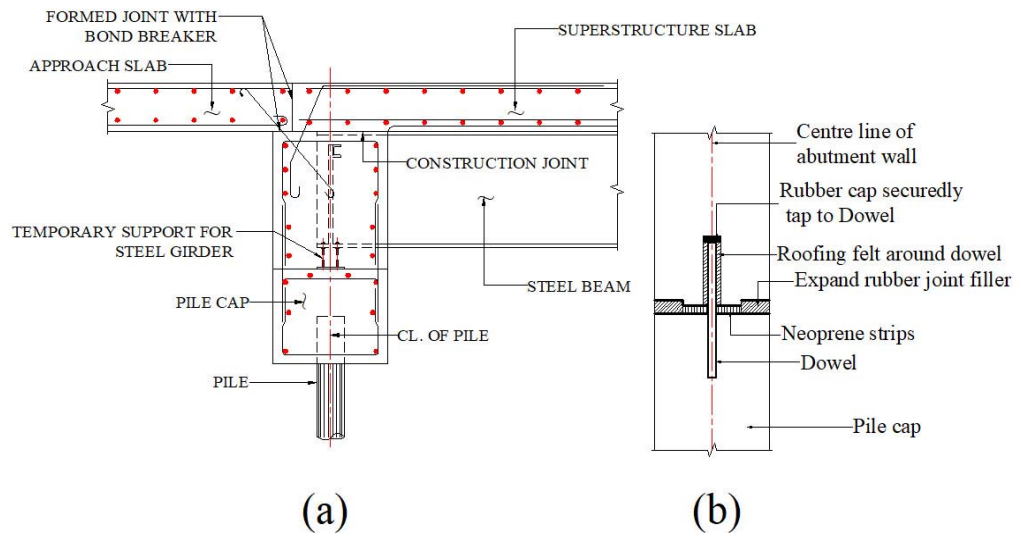 FORMED JOINT WITH
BOND BREAKER
APPROACH SLAB
SUPERSTRUCTURE SLAB
CONSTRUCTION JOINT
TEMPORARY SUPPORT FOR
STEEL GIRDER
PILE CAP
STEEL BEAM
CL. OF PILE
PILE
(a)
Centre line of
abutment wall
Rubber cap securedly
tap to Dowel
Roofing felt around dowel
Expand rubber joint filler
Neoprene strips
Dowel
Pile cap
(b)